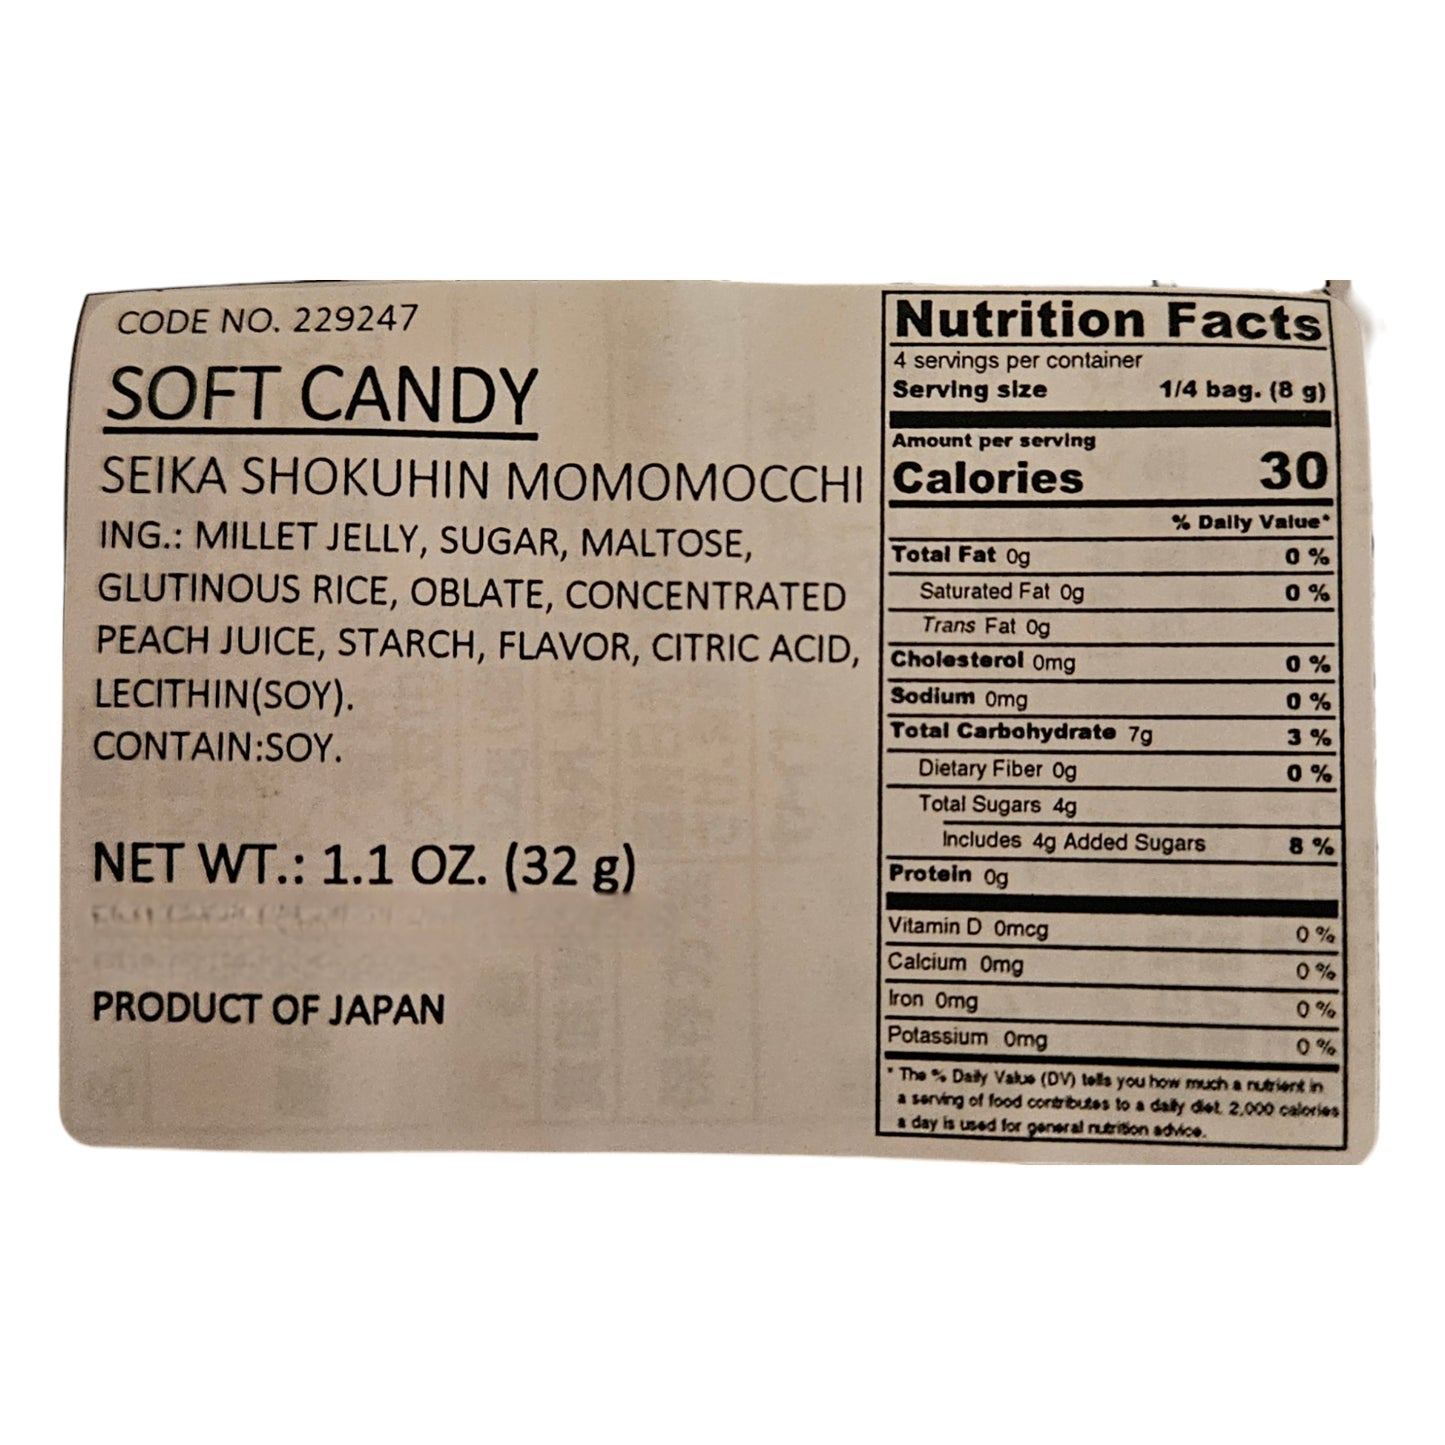 CODE NO. 229247
SOFT CANDY
SEIKA SHOKUHIN MOMOMOCCHI
ING.: MILLET JELLY, SUGAR, MALTOSE,
GLUTINOUS RICE, OBLATE, CONCENTRATED
PEACH JUICE, STARCH, FLAVOR, CITRIC ACID,
LECITHIN(SOY).
CONTAIN:SOY.
NET WT.: 1.1 OZ. (32 g)
PRODUCT OF JAPAN
Nutrition Facts
4 servings per container
Serving size 1/4 bag. (8 g)
Amount per serving
Calories 30
% Daily Value*
Total Fat 0g 0 %
Saturated Fat 0g 0 %
Trans Fat 0g
Cholesterol 0mg 0 %
Sodium 0mg 0 %
Total Carbohydrate 7g 3 %
Dietary Fiber 0g 0 %
Total Sugars 4g
Includes 4g Added Sugars 8 %
Protein 0g
Vitamin D 0mcg 0 %
Calcium 0mg 0 %
Iron 0mg 0 %
Potassium 0mg 0 %
* The % Daily Value (DV) tells you how much a nutrient in
a serving of food contributes to a daily diet. 2,000 calories
a day is used for general nutrition advice.